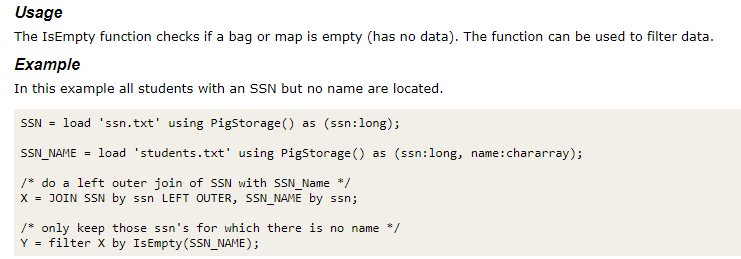 Usage
The IsEmpty function checks if a bag or map is empty (has no data). The function can be used to filter data.
Example
In this example all students with an SSN but no name are located.
SSN = load 'ssn.txt' using PigStorage() as (ssn:long);
SSN_NAME = load 'students.txt' using PigStorage() as (ssn:long, name:chararray);
/* do a left outer join of SSN with SSN_Name */
X = JOIN SSN by ssn LEFT OUTER, SSN_NAME by ssn;
/* only keep those ssn's for which there is no name */
Y = filter X by IsEmpty(SSN_NAME);